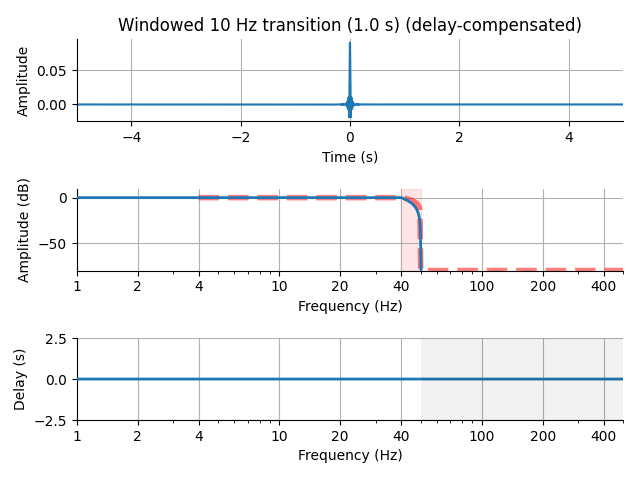 Windowed 10 Hz transition (1.0 s) (delay-compensated)
Amplitude
0.05
0.00
−4 −2 0 2 4
Time (s)
Amplitude (dB)
0
−50
1 2 4 10 20 40 100 200 400
Frequency (Hz)
Delay (s)
2.5
0.0
−2.5
1 2 4 10 20 40 100 200 400
Frequency (Hz)